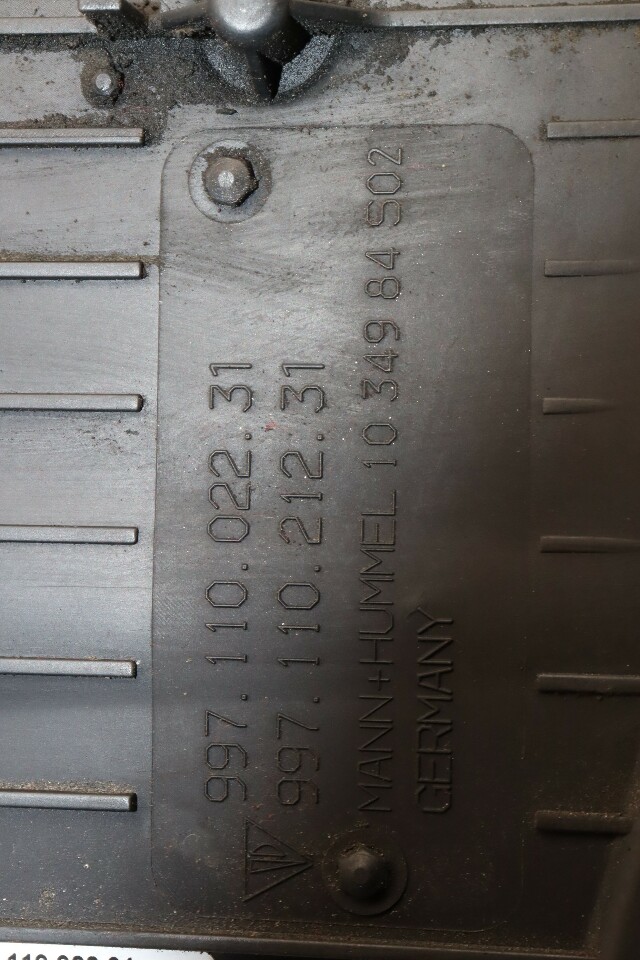 997.110.022.31
997.110.212.31
MANN+HUMMEL 10 349 84 S02
GERMANY